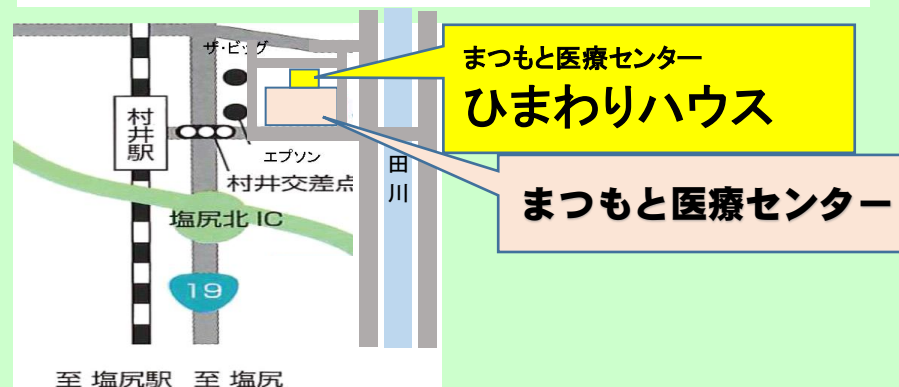 ザ・ビッグ
まつもと医療センター
ひまわりハウス
村井駅
エプソン
村井交差点
田川
まつもと医療センター
塩尻北 IC
19
至 塩尻駅 至 塩尻